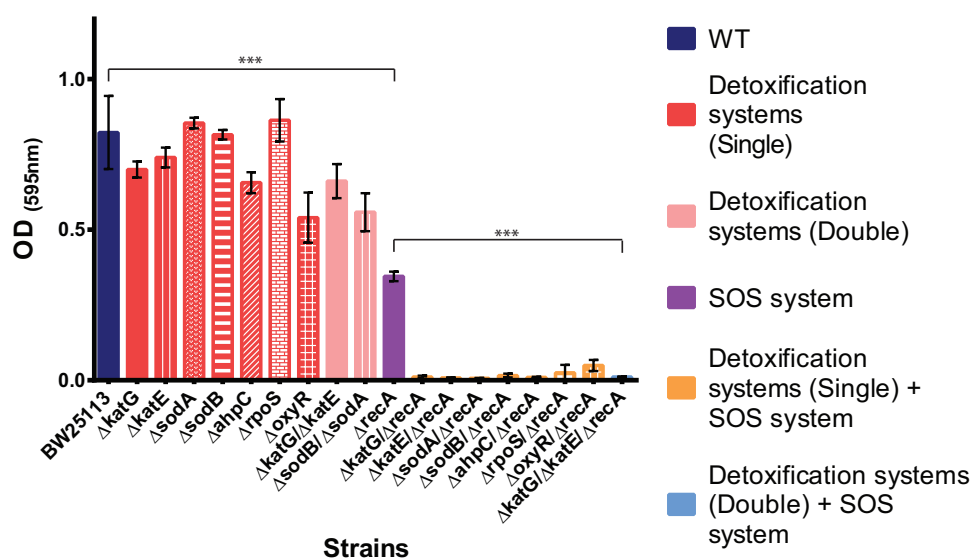 ***
1.0
***
0.5
0.0
OD (595nm)
BW25113
ΔkatG
ΔkatE
ΔsodA
ΔsodB
ΔahpC
ΔrpoS
ΔoxyR
ΔkatG/ΔkatE
ΔsodB/ΔsodA
ΔrecA
ΔkatG/ΔrecA
ΔkatE/ΔrecA
ΔsodA/ΔrecA
ΔsodB/ΔrecA
ΔahpC/ΔrecA
ΔrpoS/ΔrecA
ΔoxyR/ΔrecA
ΔkatG/ΔkatE/ΔrecA
Strains
WT
Detoxification
systems
(Single)
Detoxification
systems (Double)
SOS system
Detoxification
systems (Single) +
SOS system
Detoxification systems
(Double) + SOS
system